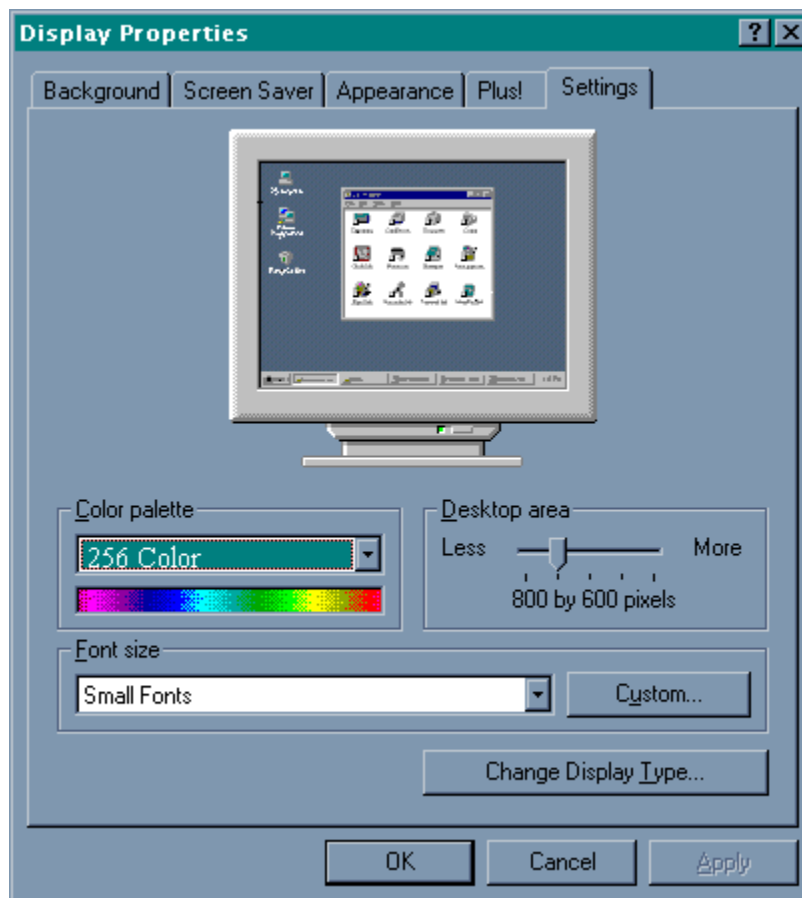 Display Properties
Background Screen Saver Appearance Plus! Settings
Color palette
256 Color
Desktop area
Less More
800 by 600 pixels
Font size
Small Fonts
Custom...
Change Display Type...
OK Cancel Apply